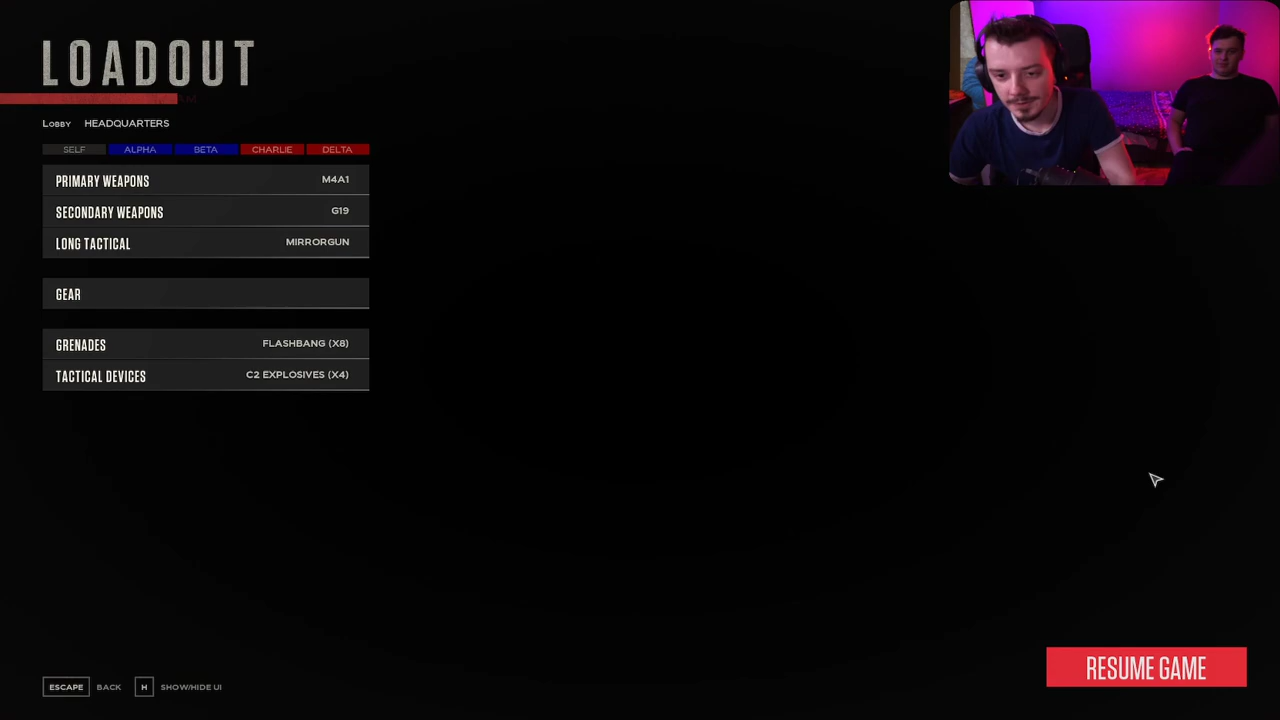 LOADOUT
LOBBY HEADQUARTERS
SELF ALPHA BETA CHARLIE DELTA
PRIMARY WEAPONS M4A1
SECONDARY WEAPONS G19
LONG TACTICAL MIRRORGUN
GEAR
GRENADES FLASHBANG (X8)
TACTICAL DEVICES C2 EXPLOSIVES (X4)
RESUME GAME
ESCAPE BACK H SHOW/HIDE UI